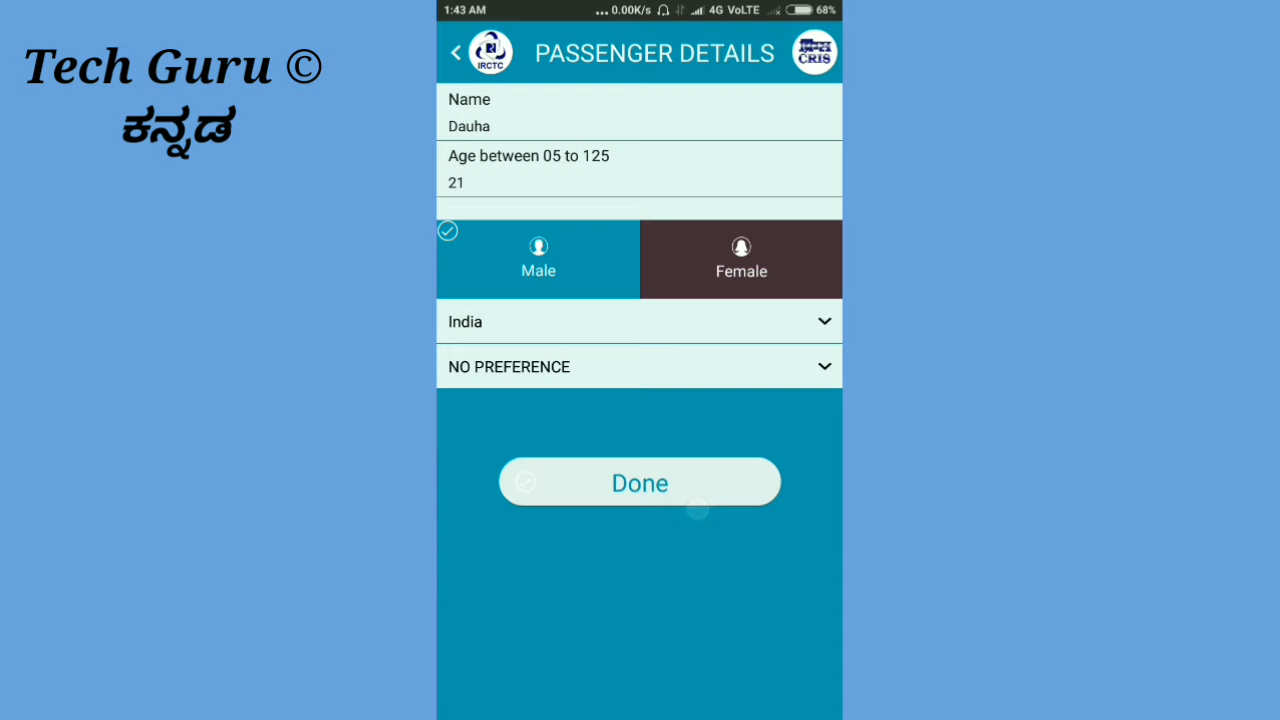 1:43 AM ... 0.00K/s 4G VoLTE 68%
Tech Guru ©
ಕನ್ನಡ
IRCTC
PASSENGER DETAILS
CRIS
Name
Dauha
Age between 05 to 125
21
Male
Female
India
NO PREFERENCE
Done